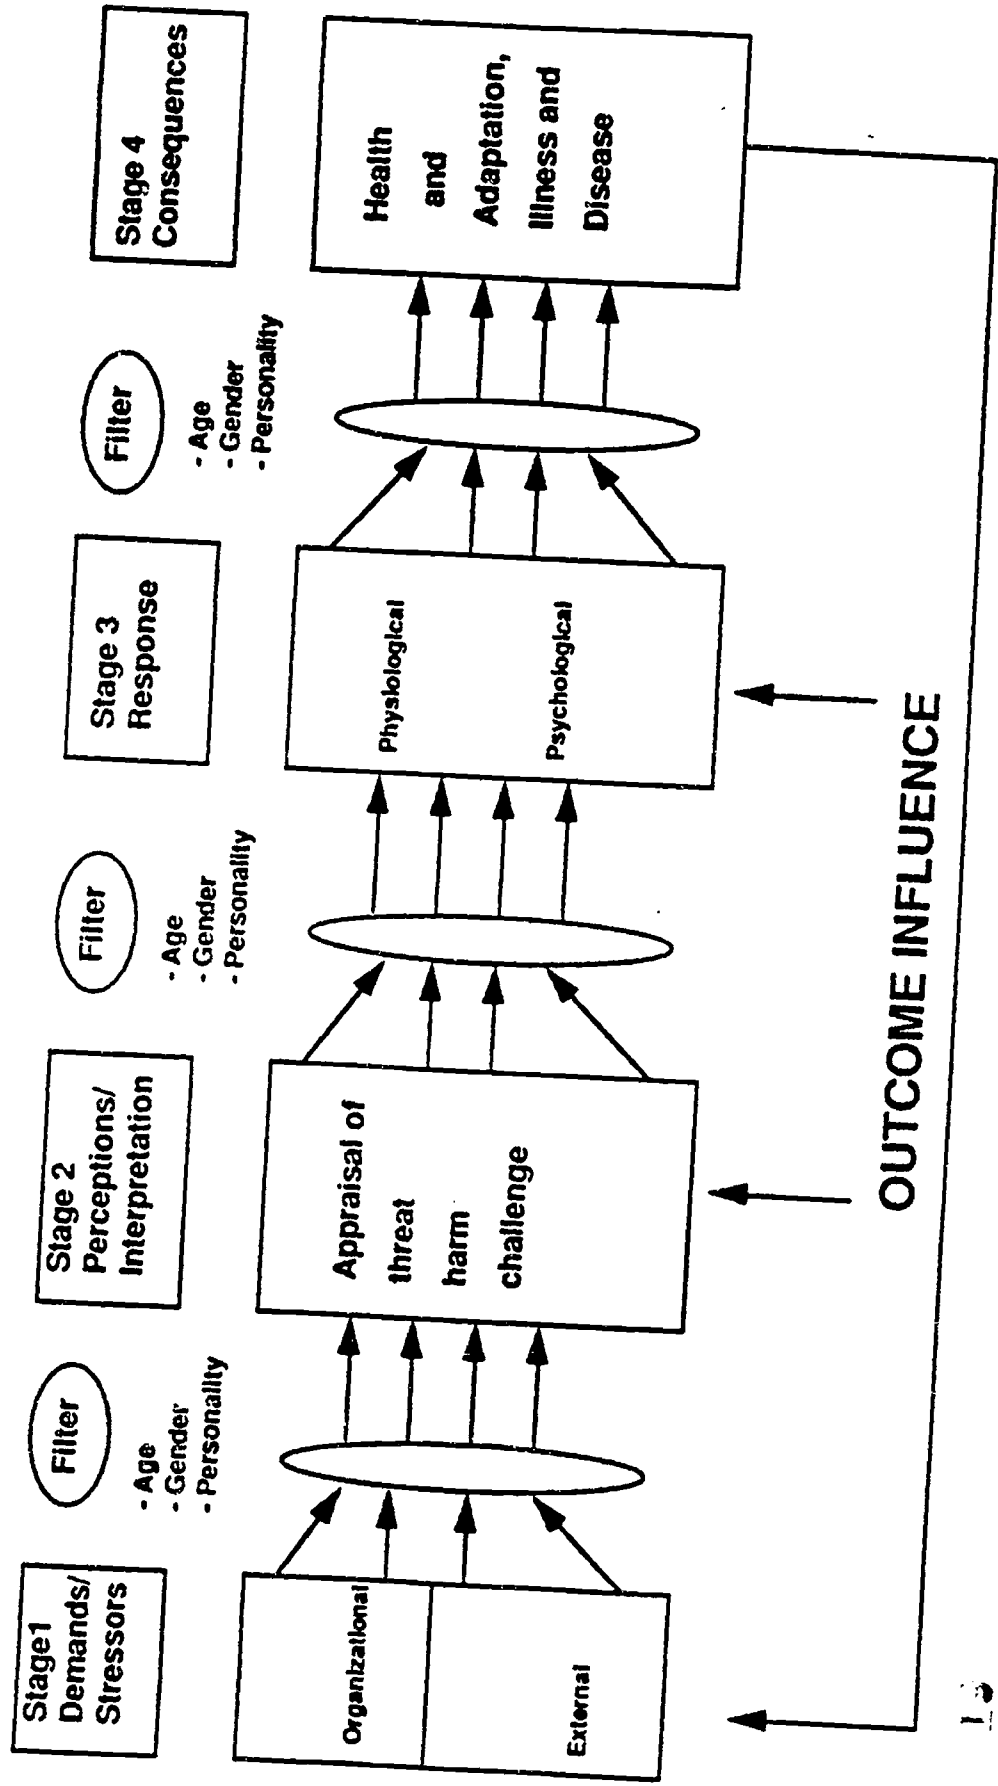 Stage1
Demands/
Stressors
Filter
- Age
- Gender
- Personality
Stage 2
Perceptions/
Interpretation
Filter
- Age
- Gender
- Personality
Stage 3
Response
Filter
- Age
- Gender
- Personality
Stage 4
Consequences
Organizational
External
Appraisal of
threat
harm
challenge
Physiological
Psychological
Health
and
Adaptation,
Illness and
Disease
OUTCOME INFLUENCE